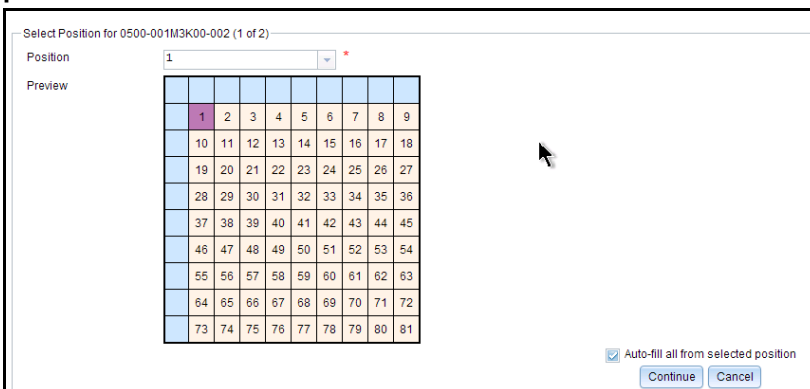 Select Position for 0500-001M3K00-002 (1 of 2)
Position 1 *
Preview
1 2 3 4 5 6 7 8 9
10 11 12 13 14 15 16 17 18
19 20 21 22 23 24 25 26 27
28 29 30 31 32 33 34 35 36
37 38 39 40 41 42 43 44 45
46 47 48 49 50 51 52 53 54
55 56 57 58 59 60 61 62 63
64 65 66 67 68 69 70 71 72
73 74 75 76 77 78 79 80 81
Auto-fill all from selected position
Continue Cancel